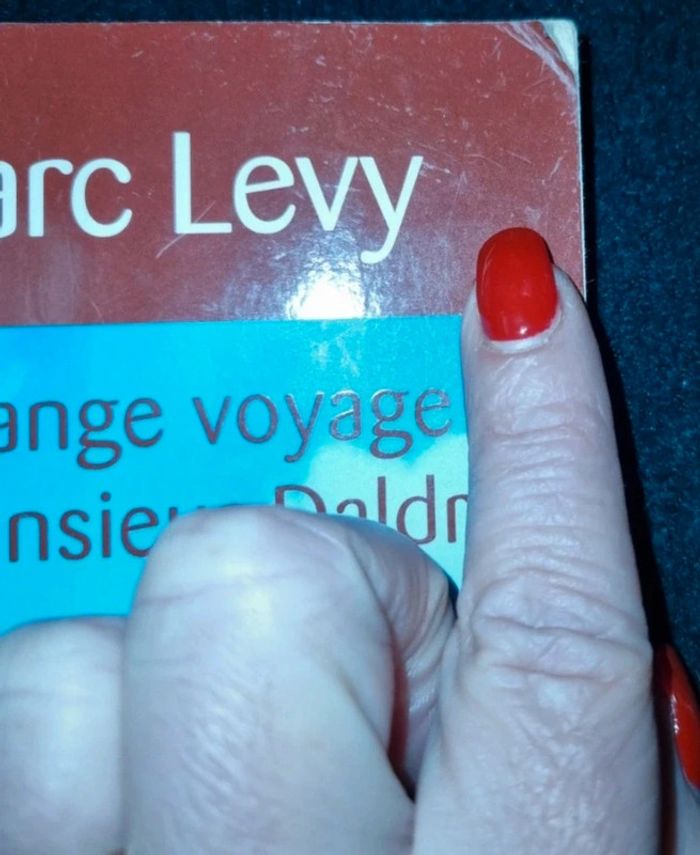 arc Levy
ange voyage
nsieu Daldr